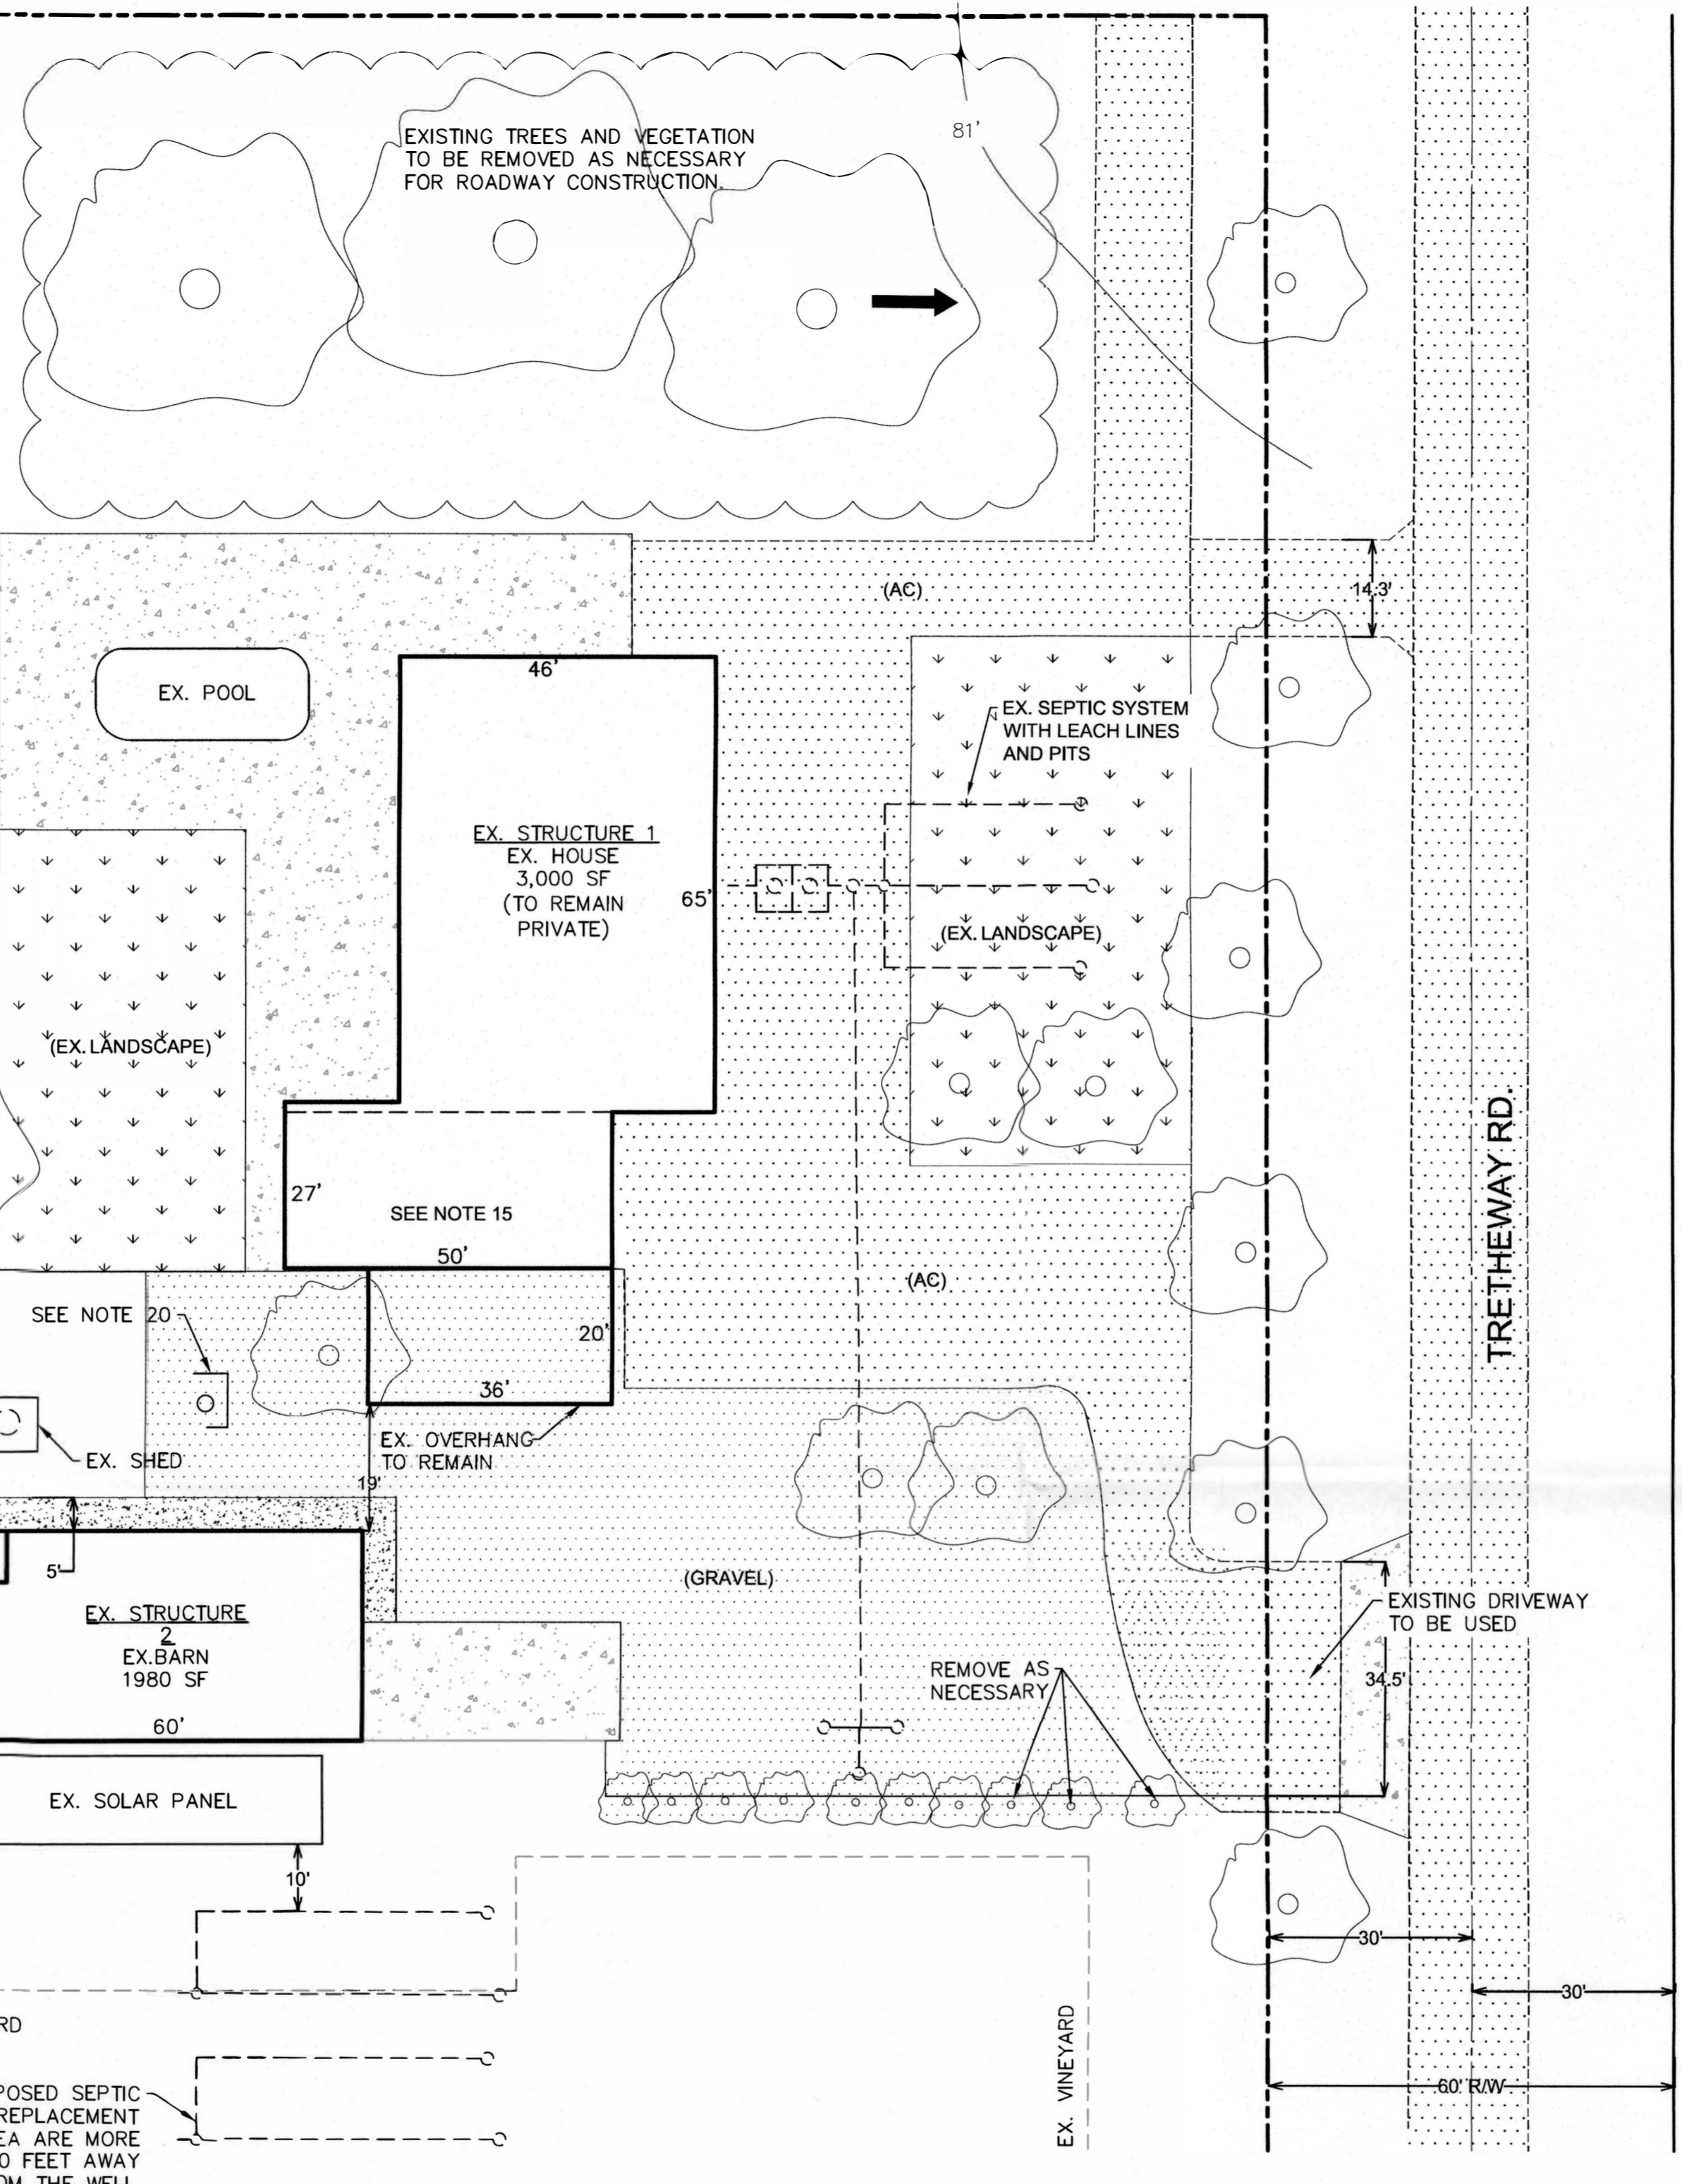 81'
EXISTING TREES AND VEGETATION
TO BE REMOVED AS NECESSARY
FOR ROADWAY CONSTRUCTION.
(AC)
14.3'
46'
EX. POOL
EX. SEPTIC SYSTEM
WITH LEACH LINES
AND PITS
EX. STRUCTURE 1
EX. HOUSE
3,000 SF
(TO REMAIN
PRIVATE)
65'
(EX. LANDSCAPE)
(EX. LANDSCAPE)
27'
SEE NOTE 15
50'
TRETHEWAY RD.
(AC)
SEE NOTE 20
20'
36'
EX. OVERHANG
TO REMAIN
EX. SHED
19'
5'
(GRAVEL)
EX. STRUCTURE
2
EX.BARN
1980 SF
60'
EXISTING DRIVEWAY
TO BE USED
REMOVE AS
NECESSARY
34.5'
EX. SOLAR PANEL
10'
30'
30'
RD
EX. VINEYARD
60' R/W
POSED SEPTIC
REPLACEMENT
EA ARE MORE
0 FEET AWAY
OM THE WELL